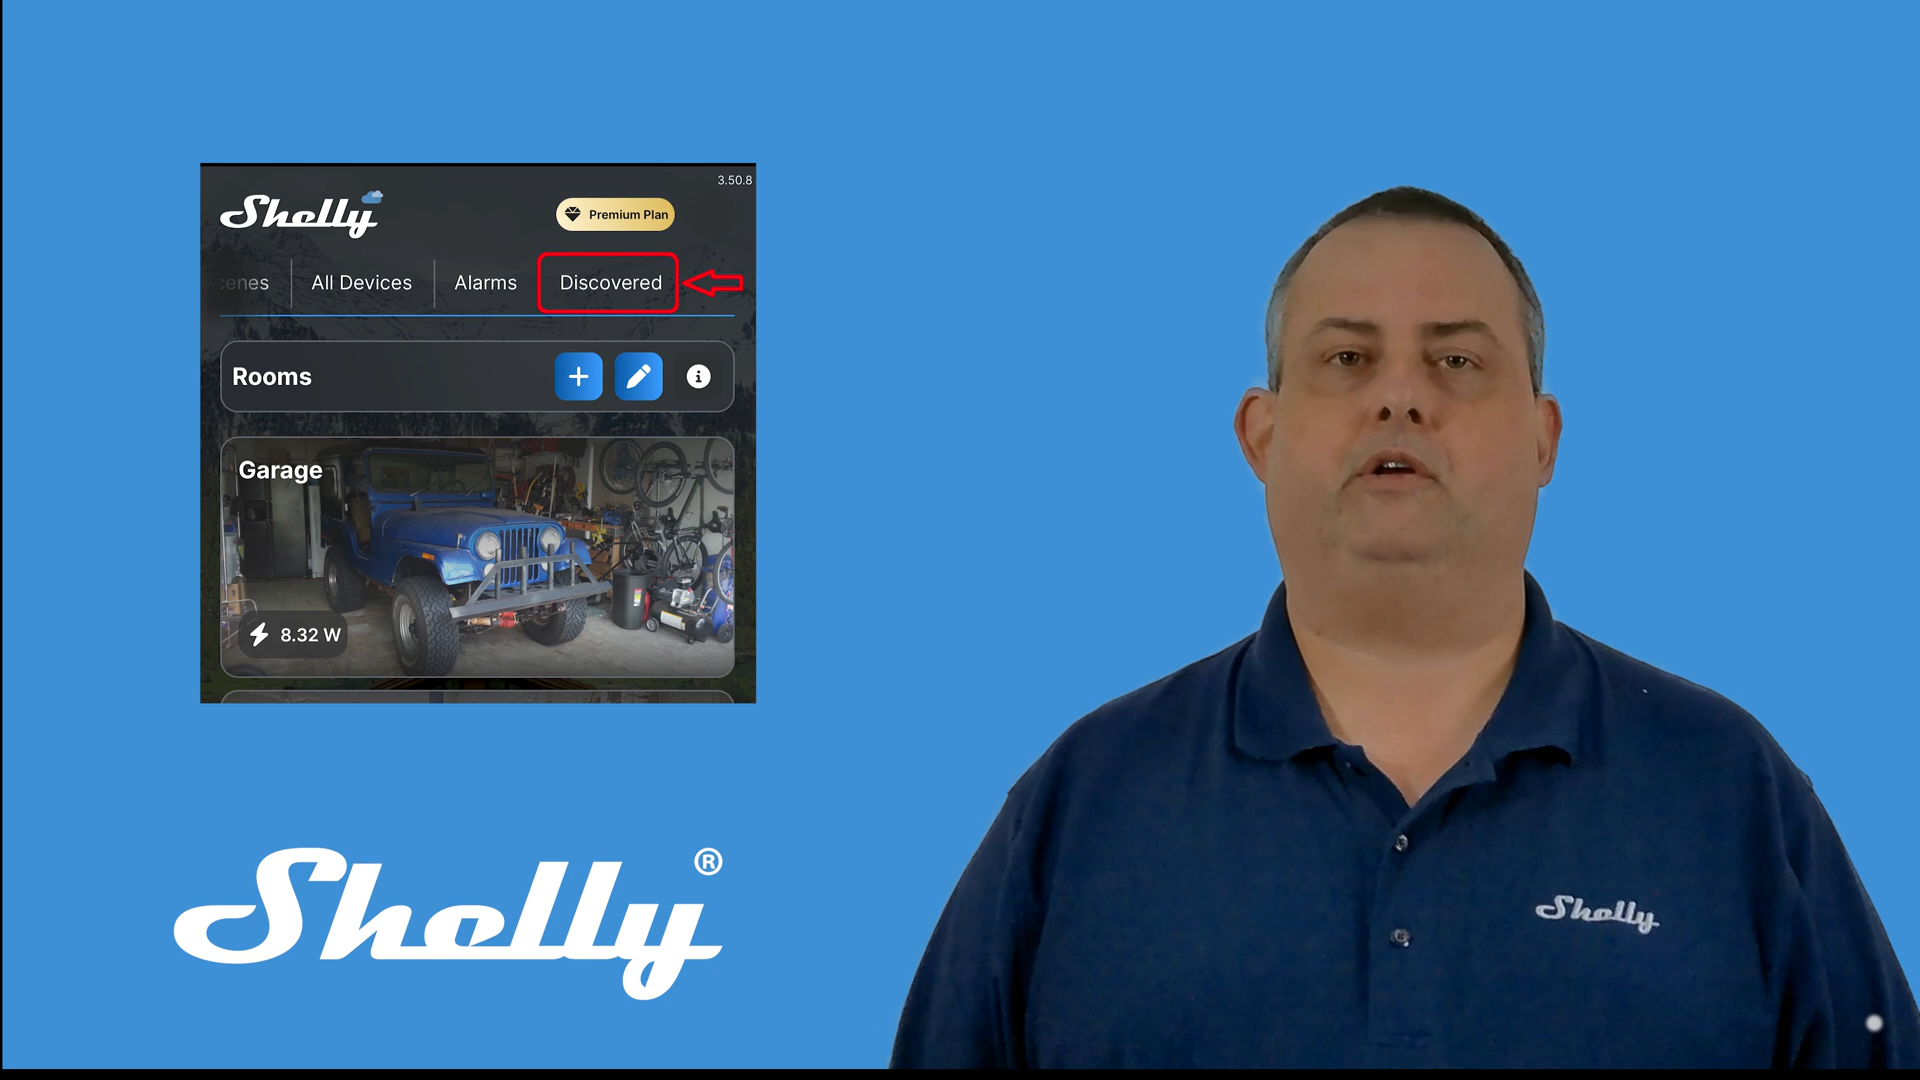 3.50.8
Shelly
Premium Plan
enes
All Devices
Alarms
Discovered
Rooms
Garage
8.32 W
Shelly®
Shelly